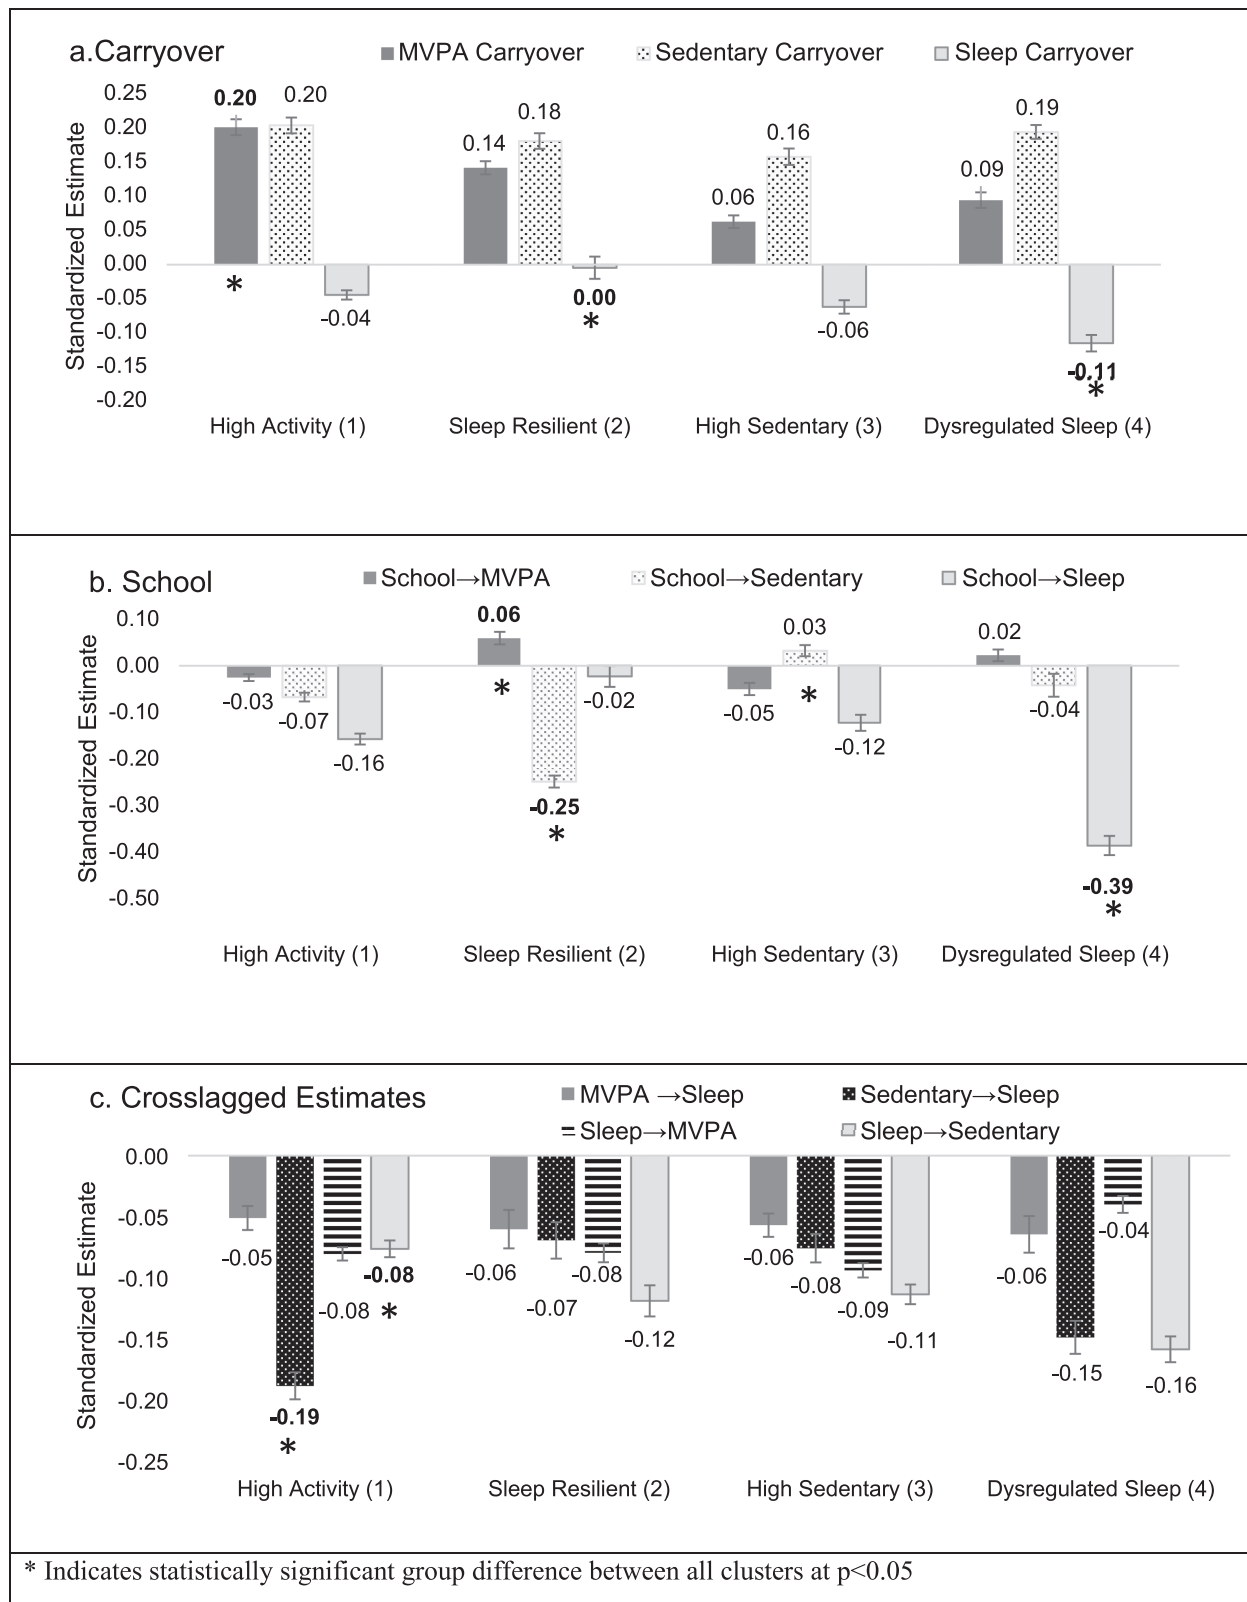 a.Carryover
MVPA Carryover Sedentary Carryover Sleep Carryover
Standardized Estimate
0.25
0.20
0.15
0.10
0.05
0.00
-0.05
-0.10
-0.15
-0.20
0.20 0.20 -0.04
*
0.14 0.18 0.00
*
0.06 0.16 -0.06
0.09 0.19 -0.11
*
High Activity (1) Sleep Resilient (2) High Sedentary (3) Dysregulated Sleep (4)
b. School
School→MVPA School→Sedentary School→Sleep
Standardized Estimate
0.10
0.00
-0.10
-0.20
-0.30
-0.40
-0.50
-0.03 -0.07 -0.16
0.06 -0.25 -0.02
* *
-0.05 0.03 -0.12
*
0.02 -0.04 -0.39
*
High Activity (1) Sleep Resilient (2) High Sedentary (3) Dysregulated Sleep (4)
c. Crosslagged Estimates
MVPA →Sleep Sedentary→Sleep
Sleep→MVPA Sleep→Sedentary
Standardized Estimate
0.00
-0.05
-0.10
-0.15
-0.20
-0.25
-0.05 -0.19 -0.08 -0.08
* *
-0.06 -0.07 -0.08 -0.12
-0.06 -0.08 -0.09 -0.11
-0.06 -0.15 -0.04 -0.16
High Activity (1) Sleep Resilient (2) High Sedentary (3) Dysregulated Sleep (4)
* Indicates statistically significant group difference between all clusters at p<0.05